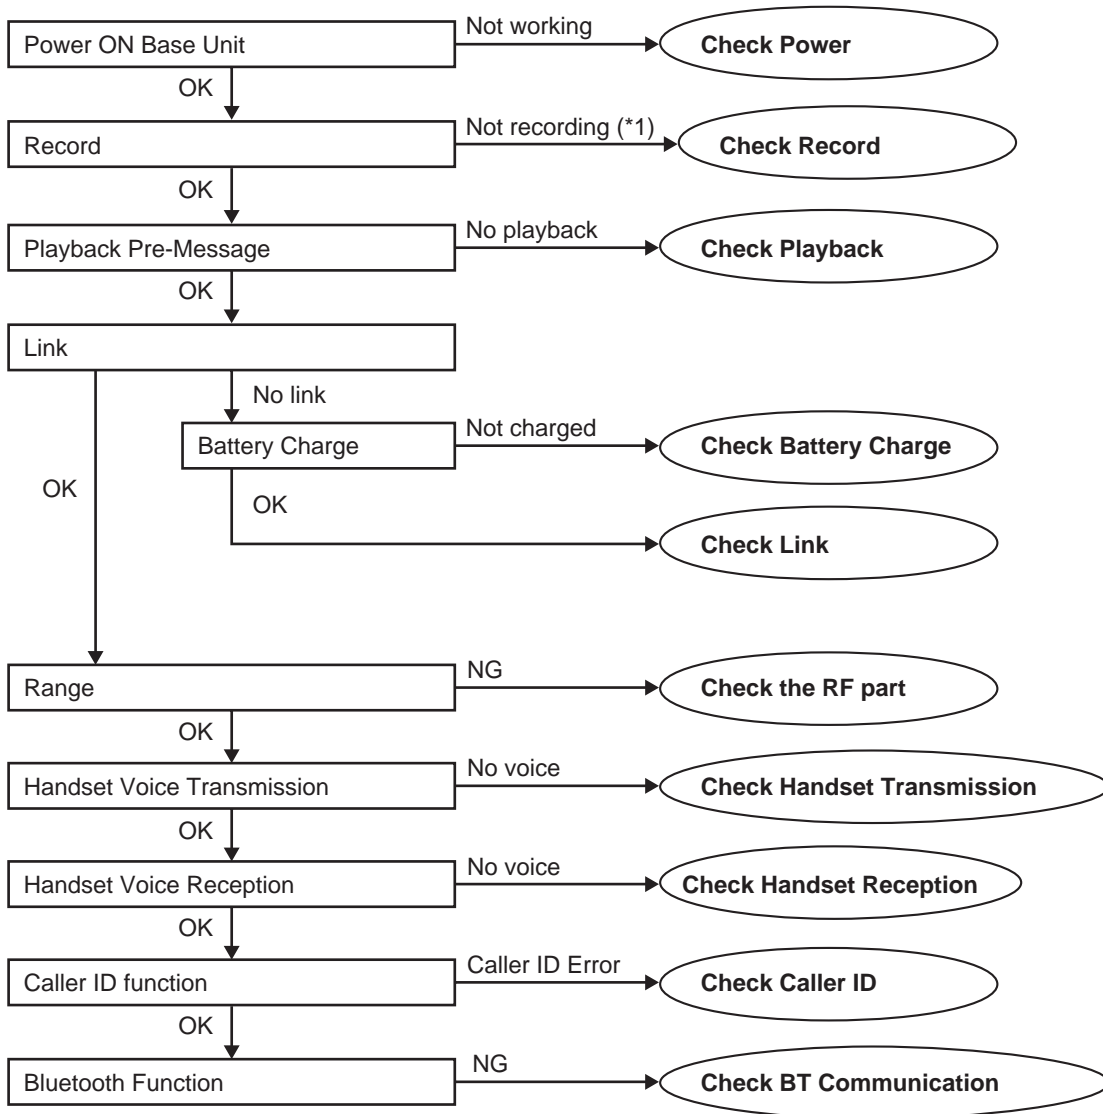 Power ON Base Unit
Not working
Check Power
OK
Record
Not recording (*1)
Check Record
OK
Playback Pre-Message
No playback
Check Playback
OK
Link
No link
Battery Charge
Not charged
Check Battery Charge
OK
OK
Check Link
Range
NG
Check the RF part
OK
Handset Voice Transmission
No voice
Check Handset Transmission
OK
Handset Voice Reception
No voice
Check Handset Reception
OK
Caller ID function
Caller ID Error
Check Caller ID
OK
Bluetooth Function
NG
Check BT Communication